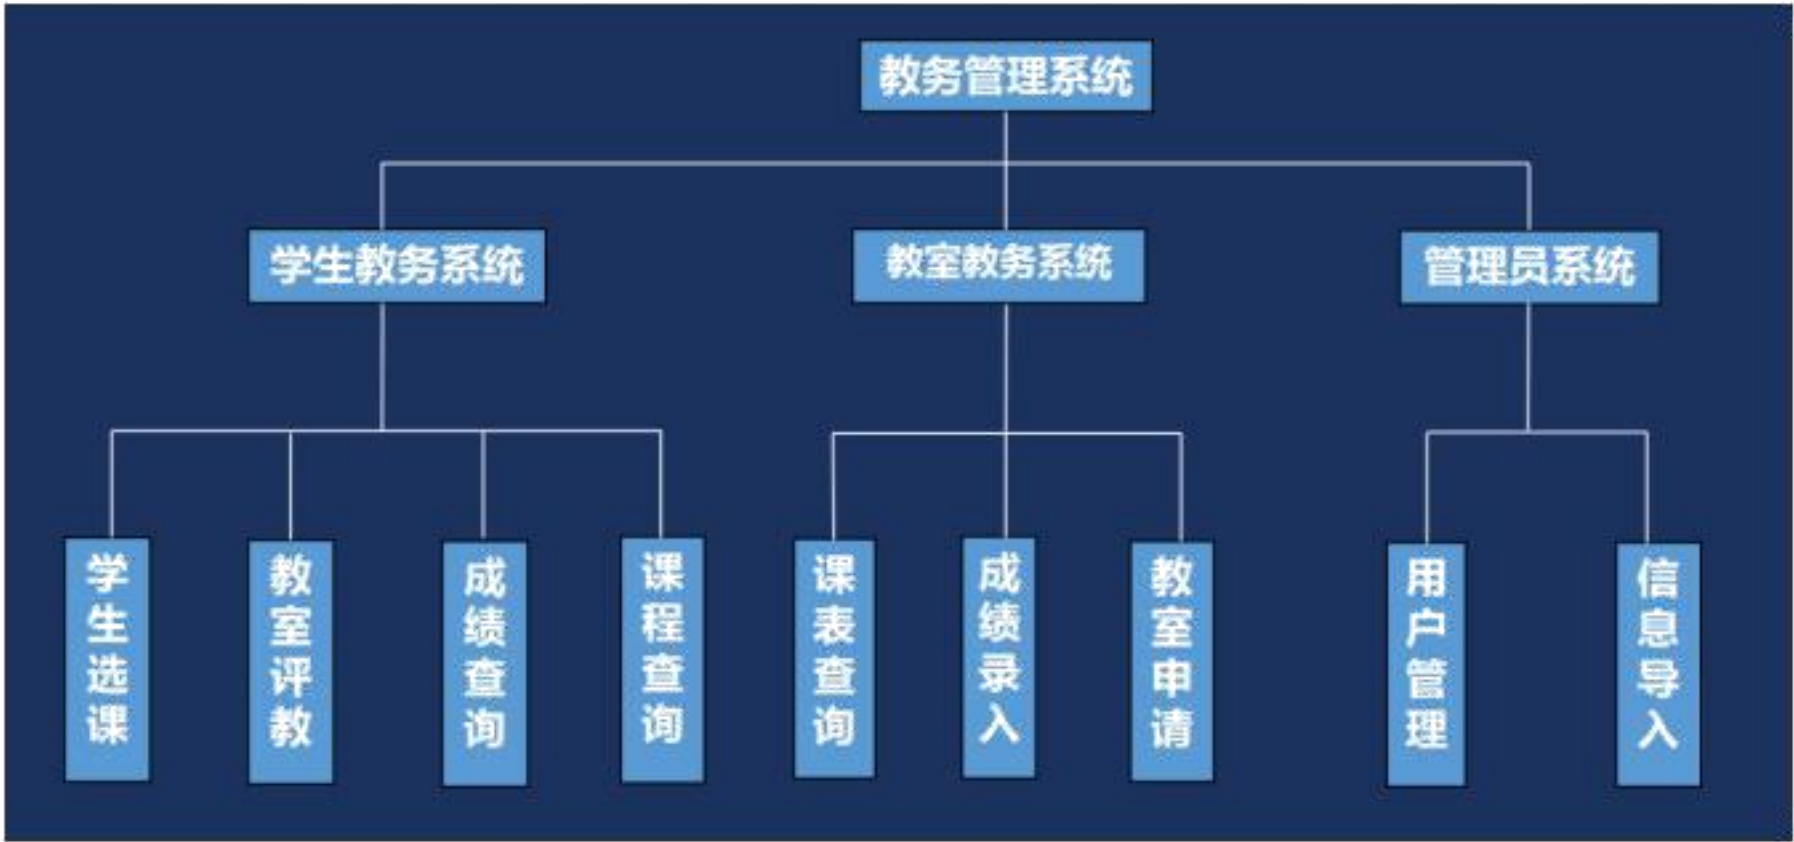 教务管理系统
学生教务系统
教室教务系统
管理员系统
学生选课
教室评教
成绩查询
课程查询
课表查询
成绩录入
教室申请
用户管理
信息导入